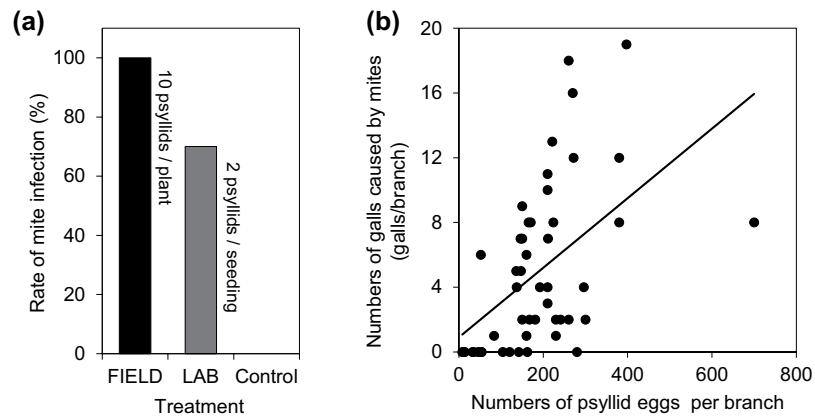 (a)
Rate of mite infection (%)
100
80
60
40
20
0
10 psyllids / plant
2 psyllids / seeding
FIELD LAB Control
Treatment
(b)
Numbers of galls caused by mites
(galls/branch)
20
16
12
8
4
0
0 200 400 600 800
Numbers of psyllid eggs per branch